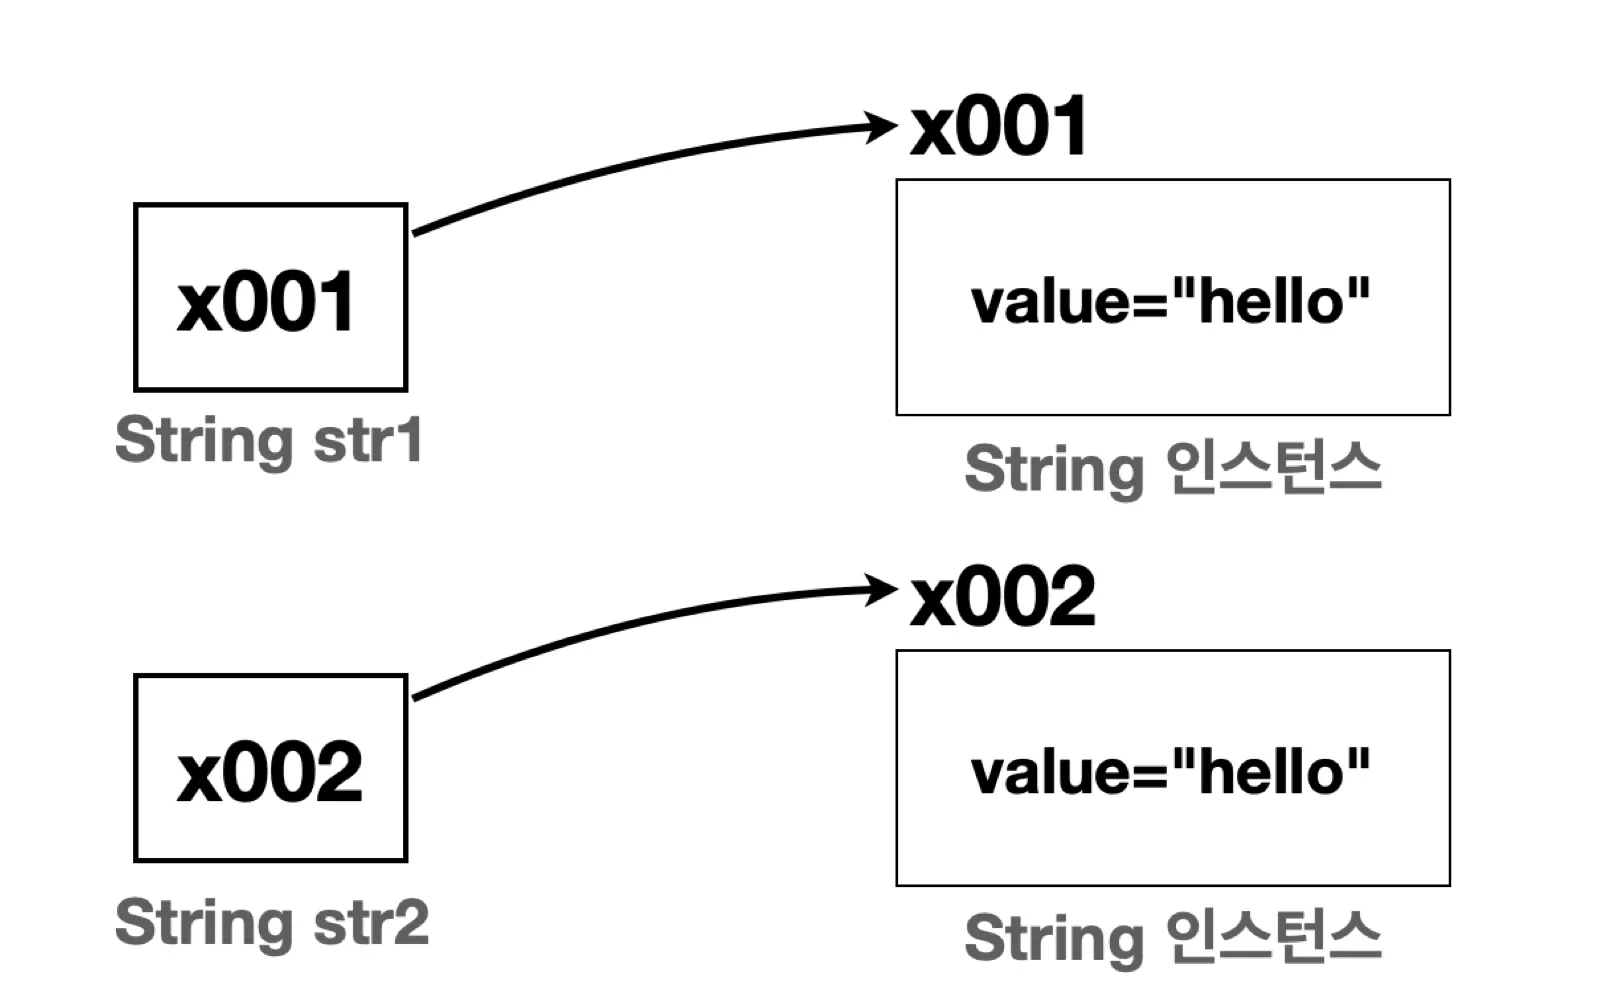 x001
x001
value="hello"
String str1
String 인스턴스
x002
x002
value="hello"
String str2
String 인스턴스